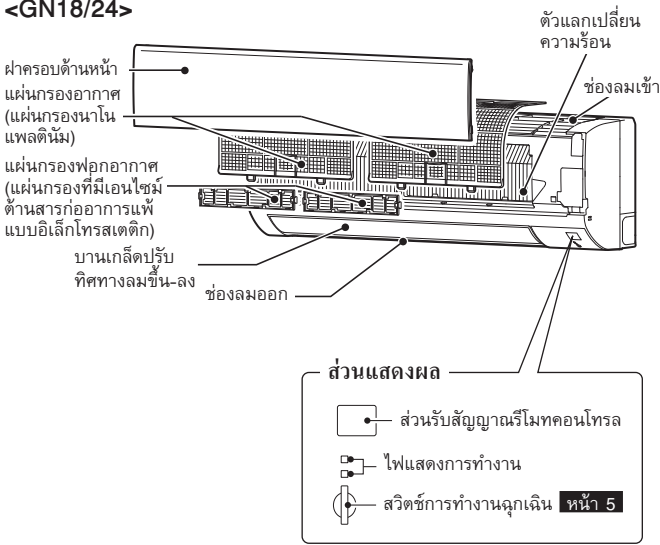 <GN18/24>
ตัวแลกเปลี่ยน
ความร้อน
ช่องลมเข้า
ฝาครอบด้านหน้า
แผ่นกรองอากาศ
(แผ่นกรองนาโน
แพลตินัม)
แผ่นกรองฟอกอากาศ
(แผ่นกรองที่มีเอนไซม์
ต้านสารก่ออาการแพ้
แบบอิเล็กโทรสเตติก)
บานเกล็ดปรับ
ทิศทางลมขึ้น-ลง
ช่องลมออก
ส่วนแสดงผล
ส่วนรับสัญญาณรีโมทคอนโทรล
ไฟแสดงการทำงาน
สวิตช์การทำงานฉุกเฉิน หน้า 5